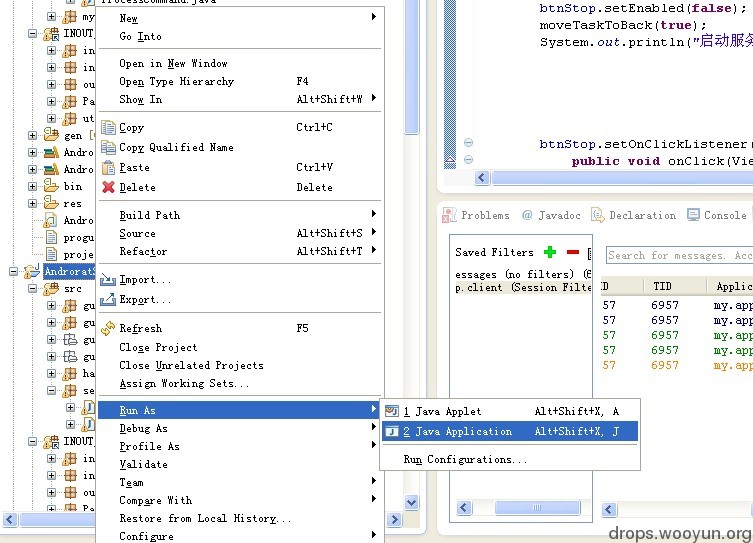 ProcessCommand.java
my
INOUT_
in
in
ou
Pa
ut
gen [
Andro
Andro
bin
res
Andro
progu
proje
AndroratS
src
gu
gu
gu
gu
ha
se
INOUT_
in
in
ou
Pa
New
Go Into
Open in New Window
Open Type Hierarchy F4
Show In Alt+Shift+W
Copy Ctrl+C
Copy Qualified Name
Paste Ctrl+V
Delete Delete
Build Path
Source Alt+Shift+S
Refactor Alt+Shift+T
Import...
Export...
Refresh F5
Close Project
Close Unrelated Projects
Assign Working Sets...
Run As
Debug As
Profile As
Validate
Team
Compare With
Restore from Local History...
Configure
1 Java Applet Alt+Shift+X, A
2 Java Application Alt+Shift+X, J
Run Configurations...
btnStop.setEnabled(false);
moveTaskToBack(true);
System.out.println("启动服务
btnStop.setOnClickListener(
public void onClick(Vie
Problems @ Javadoc Declaration Console
Saved Filters
essages (no filters) (6
p.client (Session Filte
Search for messages. Acc
D TID Applic
57 6957 my.app
57 6957 my.app
57 6957 my.app
57 6957 my.app
57 6957 my.app
drops.wooyun.org